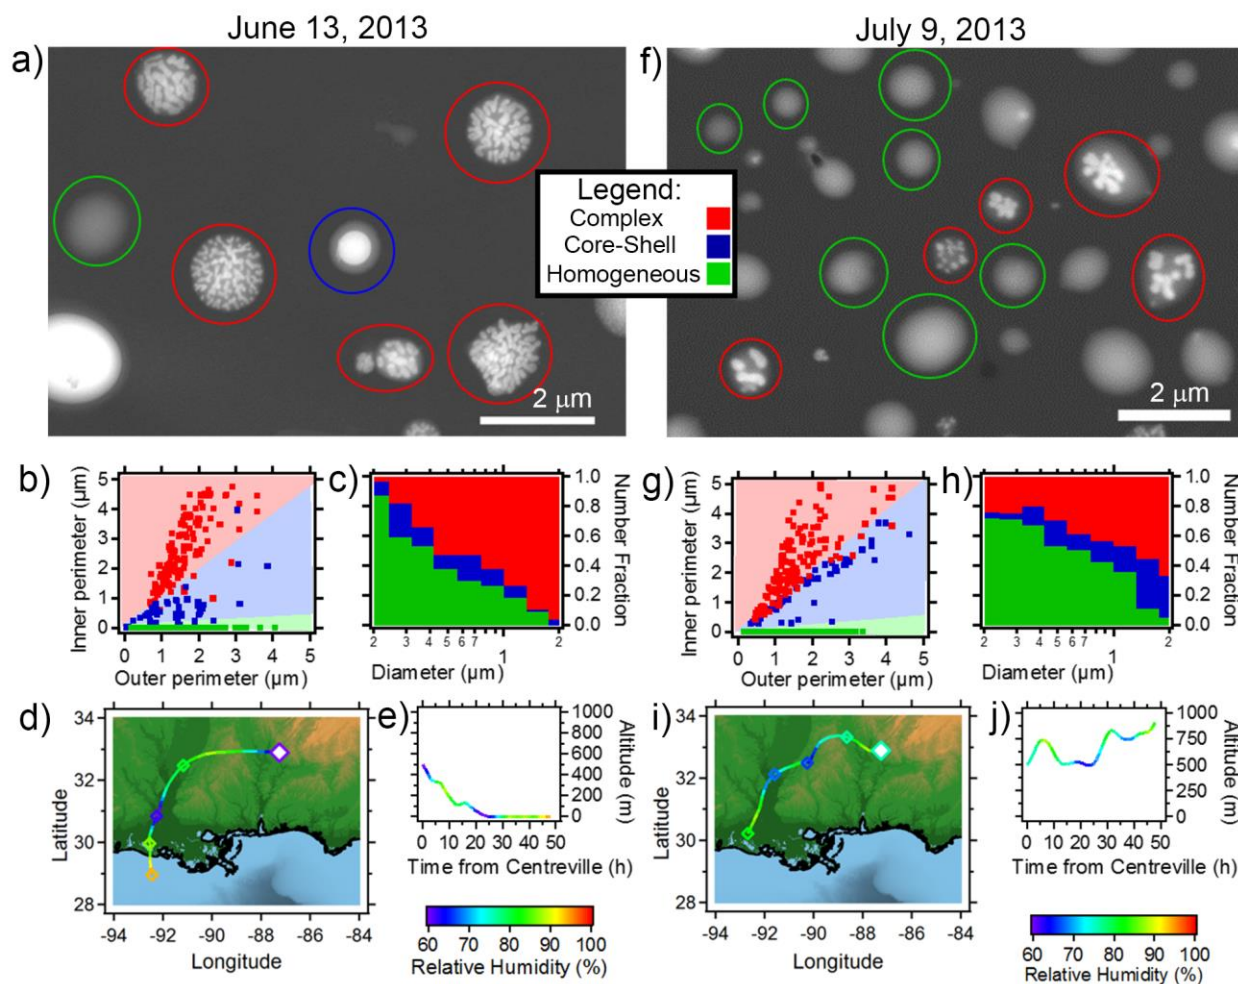 June 13, 2013
July 9, 2013
a)
f)
Legend:
Complex
Core-Shell
Homogeneous
2 µm
2 µm
b)
Inner perimeter (µm)
5
4
3
2
1
0
0 1 2 3 4 5
Outer perimeter (µm)
c)
1.0
0.8
0.6
0.4
0.2
0.0
Number Fraction
2 3 4 5 6 7 1 2
Diameter (µm)
g)
Inner perimeter (µm)
5
4
3
2
1
0
0 1 2 3 4 5
Outer perimeter (µm)
h)
1.0
0.8
0.6
0.4
0.2
0.0
Number Fraction
2 3 4 5 6 7 1 2
Diameter (µm)
d)
Latitude
34
32
30
28
-94 -92 -90 -88 -86 -84
Longitude
e)
1000
750
500
250
0
Altitude (m)
0 10 20 30 40 50
Time from Centreville (h)
60 70 80 90 100
Relative Humidity (%)
i)
Latitude
34
32
30
28
-94 -92 -90 -88 -86 -84
Longitude
j)
1000
750
500
250
0
Altitude (m)
0 10 20 30 40 50
Time from Centreville (h)
60 70 80 90 100
Relative Humidity (%)